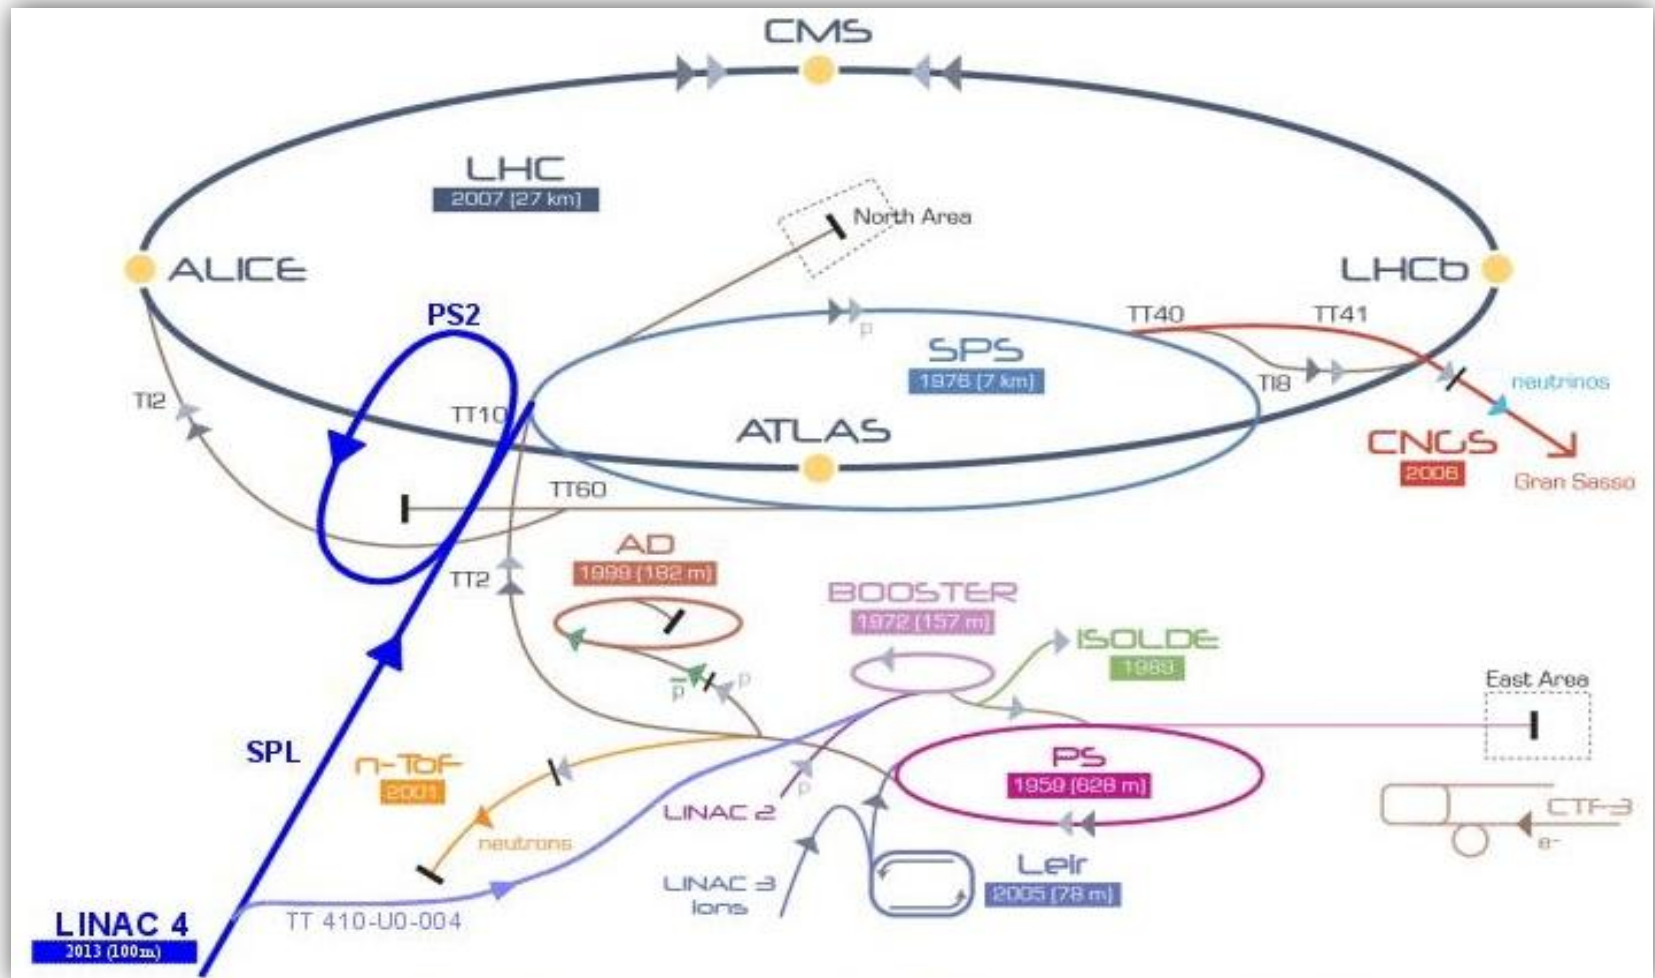 CMS
LHC
2007 (27 km)
North Area
ALICE
LHCb
PS2
TT40
TT41
p
SPS
1976 (7 km)
TI8
neutrinos
TI2
TT10
ATLAS
CNGS
2006
Gran Sasso
TT60
AD
1999 (182 m)
TT2
BOOSTER
1972 (157 m)
ISOLDE
1989
p̅
p
East Area
SPL
n-ToF
2001
PS
1959 (628 m)
p
LINAC 2
CTF-3
e-
neutrons
LINAC 3
Ions
Leir
2005 (78 m)
LINAC 4
2013 (100m)
TT 410-U0-004